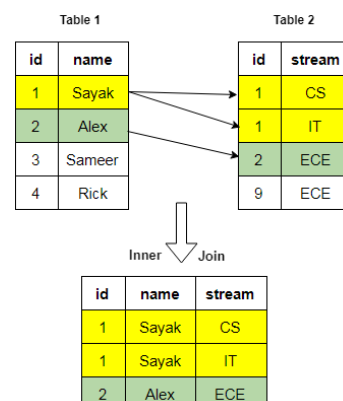 Table 1 Table 2
id name id stream
1 Sayak 1 CS
2 Alex 1 IT
3 Sameer 2 ECE
4 Rick 9 ECE
Inner Join
id name stream
1 Sayak CS
1 Sayak IT
2 Alex ECE